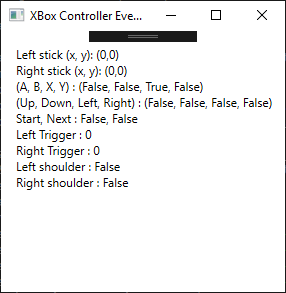 XBox Controller Eve...
Left stick (x, y): (0,0)
Right stick (x, y): (0,0)
(A, B, X, Y) : (False, False, True, False)
(Up, Down, Left, Right) : (False, False, False, False)
Start, Next : False, False
Left Trigger : 0
Right Trigger : 0
Left shoulder : False
Right shoulder : False